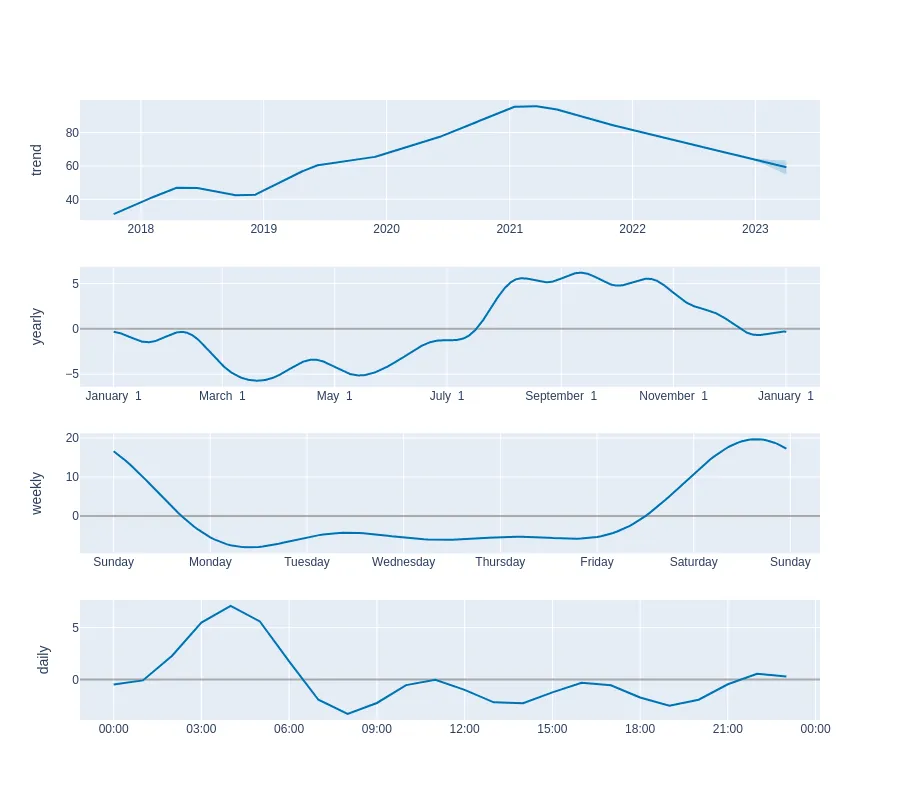 trend
80
60
40
2018 2019 2020 2021 2022 2023
yearly
5
0
−5
January 1 March 1 May 1 July 1 September 1 November 1 January 1
weekly
20
10
0
Sunday Monday Tuesday Wednesday Thursday Friday Saturday Sunday
daily
5
0
00:00 03:00 06:00 09:00 12:00 15:00 18:00 21:00 00:00